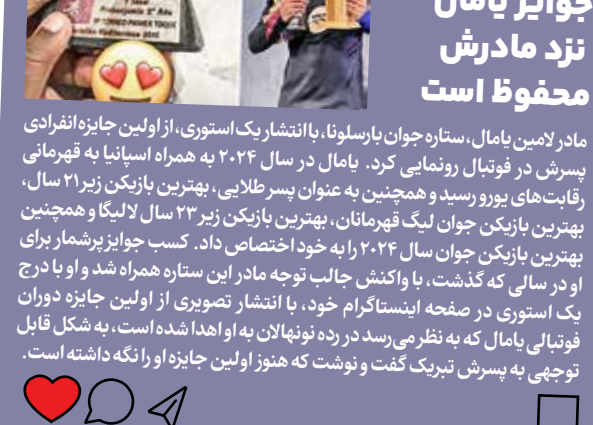 جوایز یامال
نزد مادرش
محفوظ است
مادر لامین یامال، ستاره جوان بارسلونا، با انتشار یک استوری، از اولین جایزه انفرادی
پسرش در فوتبال رونمایی کرد. یامال در سال ۲۰۲۴ به همراه اسپانیا به قهرمانی
رقابت‌های یورو رسید و همچنین به عنوان پسر طلایی، بهترین بازیکن زیر ۲۱ سال،
بهترین بازیکن جوان لیگ قهرمانان، بهترین بازیکن زیر ۲۳ سال لالیگا و همچنین
بهترین بازیکن جوان سال ۲۰۲۴ را به خود اختصاص داد. کسب جوایز پرشمار برای
او در سالی که گذشت، با واکنش جالب توجه مادر این ستاره همراه شد و او با درج
یک استوری در صفحه اینستاگرام خود، با انتشار تصویری از اولین جایزه دوران
فوتبالی یامال که به نظر می‌رسد در رده نونهالان به او اهدا شده است، به شکل قابل
توجهی به پسرش تبریک گفت و نوشت که هنوز اولین جایزه او را نگه داشته است.